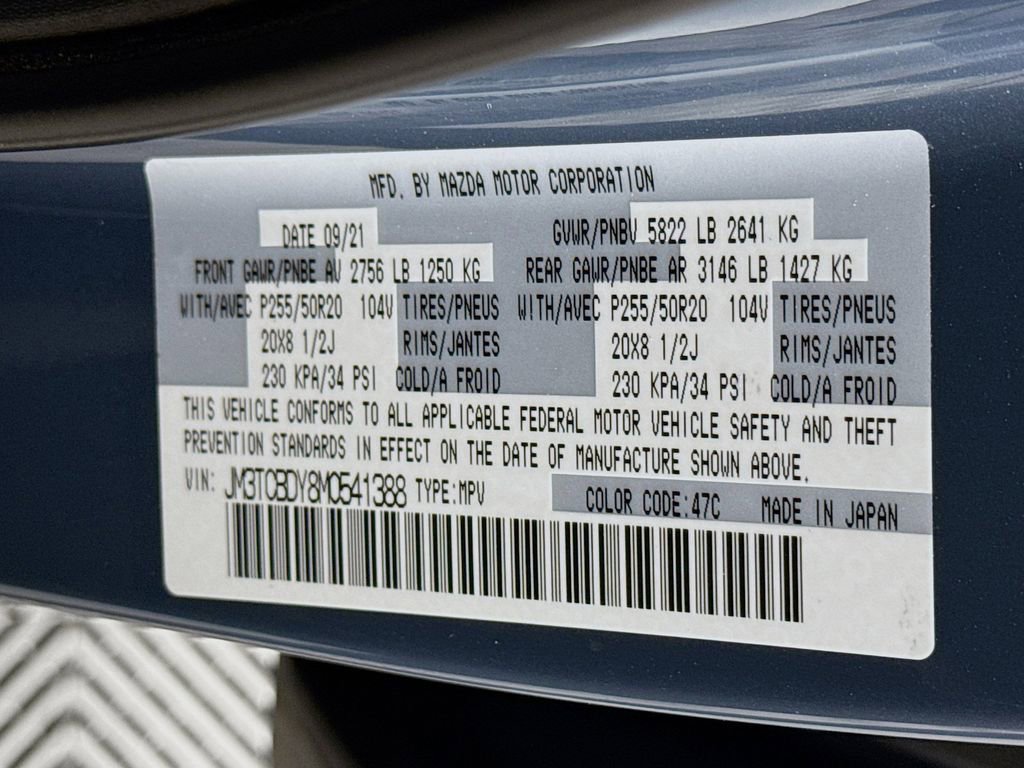 MFD. BY MAZDA MOTOR CORPORATION
DATE 09/21 GVWR/PNBV 5822 LB 2641 KG
FRONT GAWR/PNBE AV 2756 LB 1250 KG REAR GAWR/PNBE AR 3146 LB 1427 KG
WITH/AVEC P255/50R20 104V TIRES/PNEUS WITH/AVEC P255/50R20 104V TIRES/PNEUS
20X8 1/2J RIMS/JANTES 20X8 1/2J RIMS/JANTES
230 KPA/34 PSI COLD/A FROID 230 KPA/34 PSI COLD/A FROID
THIS VEHICLE CONFORMS TO ALL APPLICABLE FEDERAL MOTOR VEHICLE SAFETY AND THEFT
PREVENTION STANDARDS IN EFFECT ON THE DATE OF MANUFACTURE SHOWN ABOVE.
VIN: JM3TCBDY8M0541388 TYPE:MPV COLOR CODE:47C MADE IN JAPAN